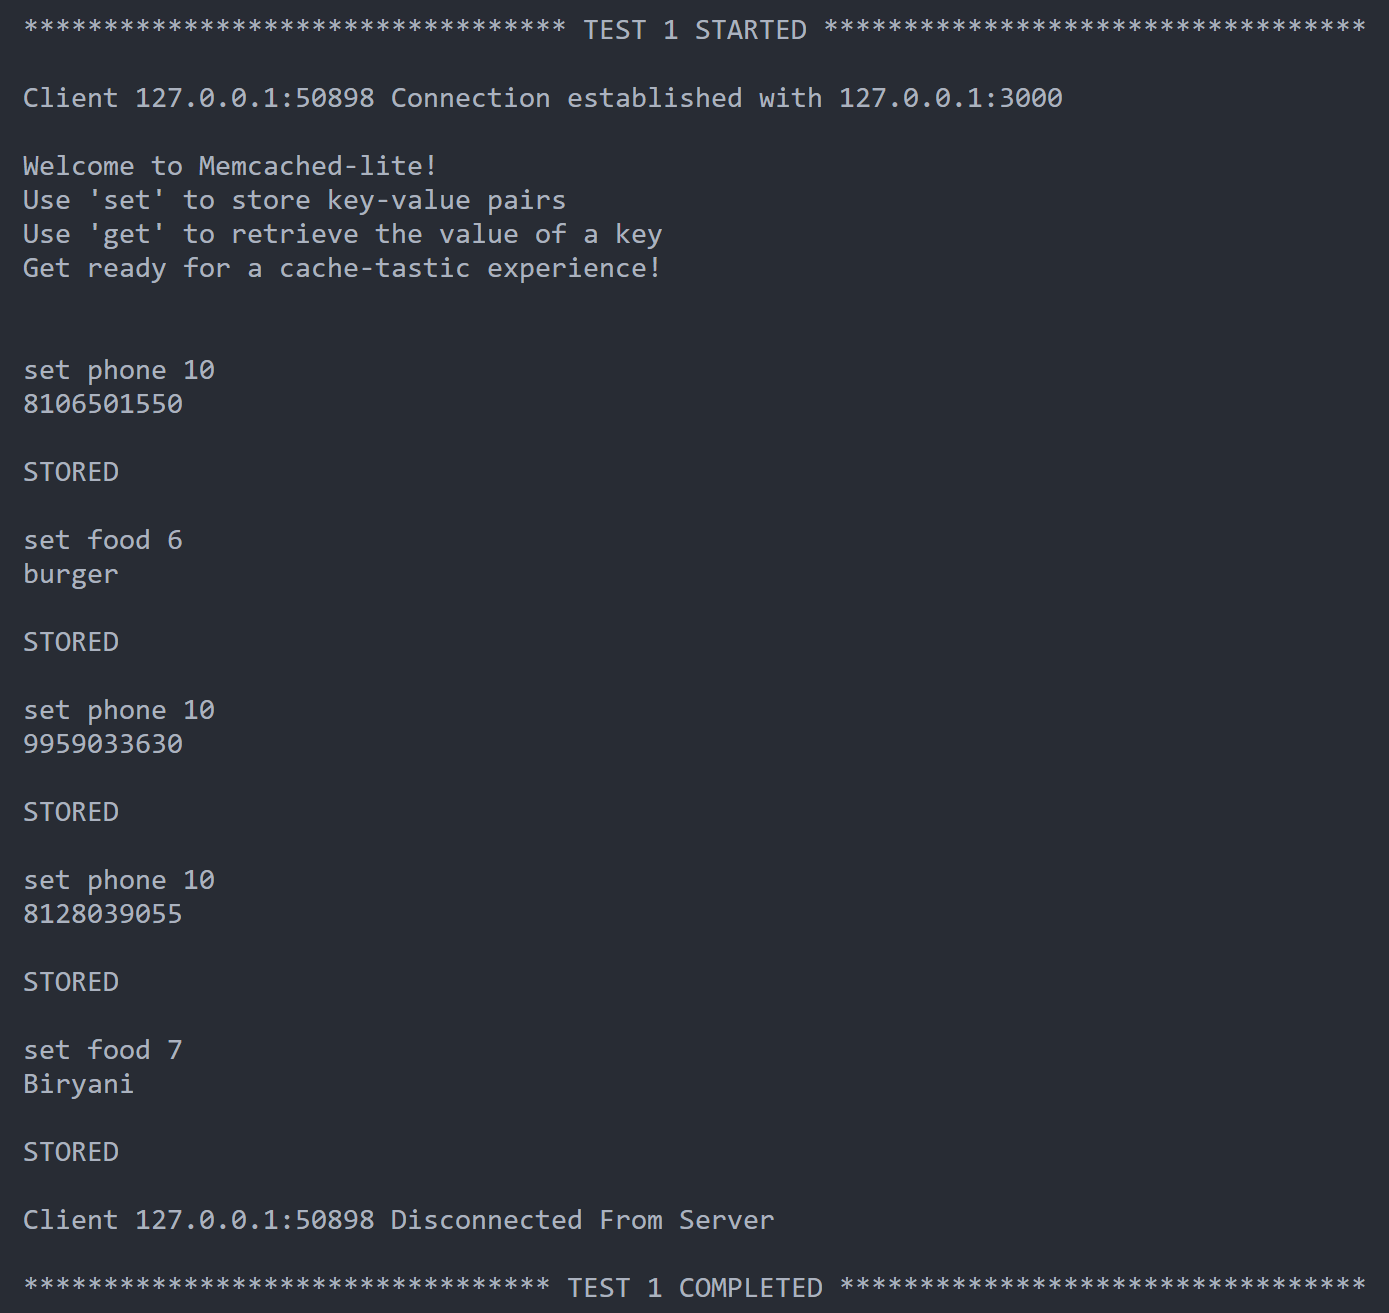 ********************************** TEST 1 STARTED **********************************
Client 127.0.0.1:50898 Connection established with 127.0.0.1:3000
Welcome to Memcached-lite!
Use 'set' to store key-value pairs
Use 'get' to retrieve the value of a key
Get ready for a cache-tastic experience!
set phone 10
8106501550
STORED
set food 6
burger
STORED
set phone 10
9959033630
STORED
set phone 10
8128039055
STORED
set food 7
Biryani
STORED
Client 127.0.0.1:50898 Disconnected From Server
********************************* TEST 1 COMPLETED *********************************